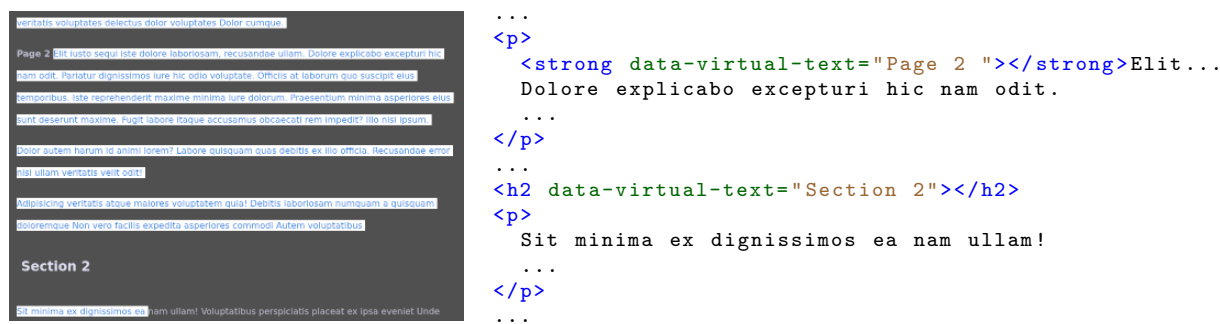 veritatis voluptates delectus dolor voluptates Dolor cumque.
Page 2 Elit iusto sequi iste dolore laboriosam, recusandae ullam. Dolore explicabo excepturi hic
nam odit. Pariatur dignissimos iure hic odio voluptate. Officiis at laborum quo suscipit eius
temporibus. Iste reprehenderit maxime minima iure dolorum. Praesentium minima asperiores eius
sunt deserunt maxime. Fugit labore itaque accusamus obcaecati rem impedit? Illo nisi ipsum.
Dolor autem harum id animi lorem? Labore quisquam quas debitis ex illo officia. Recusandae error
nisi ullam veritatis velit odit!
Adipisicing veritatis atque maiores voluptatem quia! Debitis laboriosam numquam a quisquam
doloremque Non vero facilis expedita asperiores commodi Autem voluptatibus
Section 2
Sit minima ex dignissimos ea nam ullam! Voluptatibus perspiciatis placeat ex ipsa eveniet Unde
...
<p>
<strong data-virtual-text="Page 2 "></strong>Elit...
Dolore explicabo excepturi hic nam odit.
...
</p>
...
<h2 data-virtual-text="Section 2"></h2>
<p>
Sit minima ex dignissimos ea nam ullam!
...
</p>
...